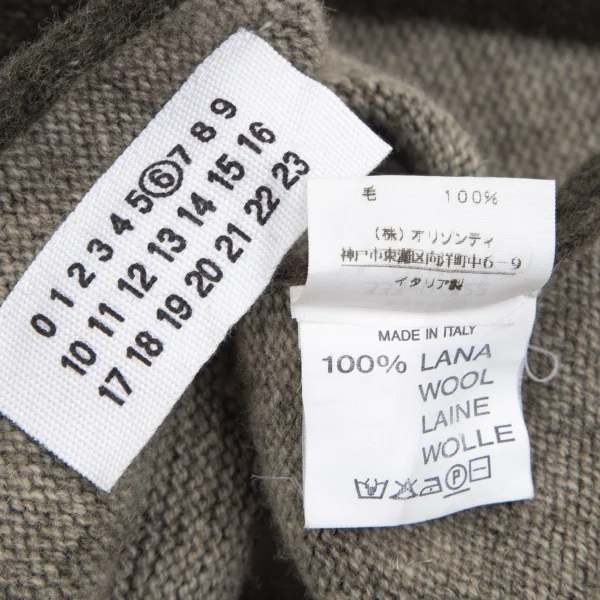 0 1 2 3 4 5 6 7 8 9
10 11 12 13 14 15 16
17 18 19 20 21 22 23
毛 100%
(株)オリゾンティ
神戸市東灘区向洋町中6-9
イタリア製
MADE IN ITALY
100% LANA
WOOL
LAINE
WOLLE
P